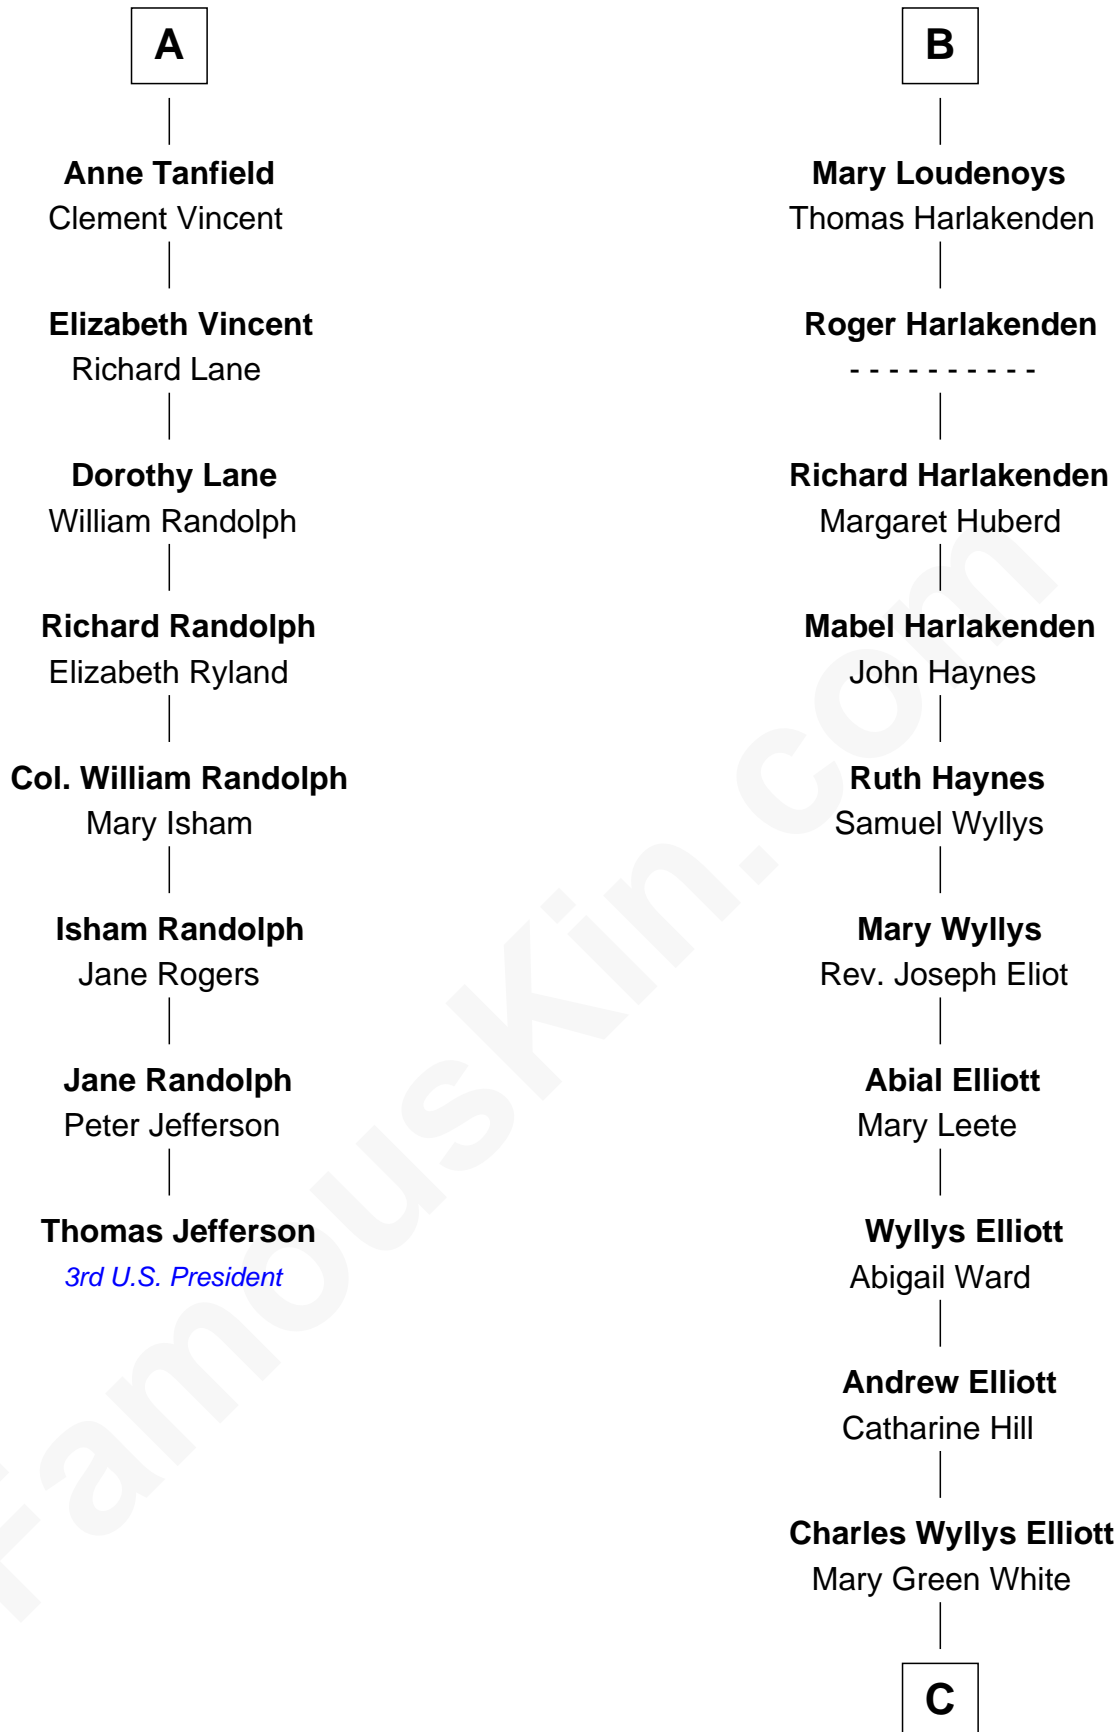 A
Anne Tanfield
Clement Vincent
Elizabeth Vincent
Richard Lane
Dorothy Lane
William Randolph
Richard Randolph
Elizabeth Ryland
Col. William Randolph
Mary Isham
Isham Randolph
Jane Rogers
Jane Randolph
Peter Jefferson
Thomas Jefferson
3rd U.S. President
B
Mary Loudenoys
Thomas Harlakenden
Roger Harlakenden
- - - - - - - - - -
Richard Harlakenden
Margaret Huberd
Mabel Harlakenden
John Haynes
Ruth Haynes
Samuel Wyllys
Mary Wyllys
Rev. Joseph Eliot
Abial Elliott
Mary Leete
Wyllys Elliott
Abigail Ward
Andrew Elliott
Catharine Hill
Charles Wyllys Elliott
Mary Green White
C
FamousKin.com